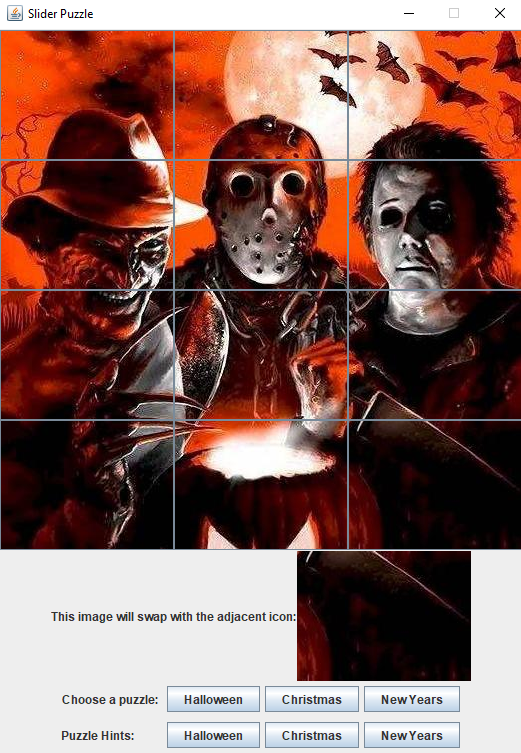 Slider Puzzle
This image will swap with the adjacent icon:
Choose a puzzle: Halloween Christmas New Years
Puzzle Hints: Halloween Christmas New Years